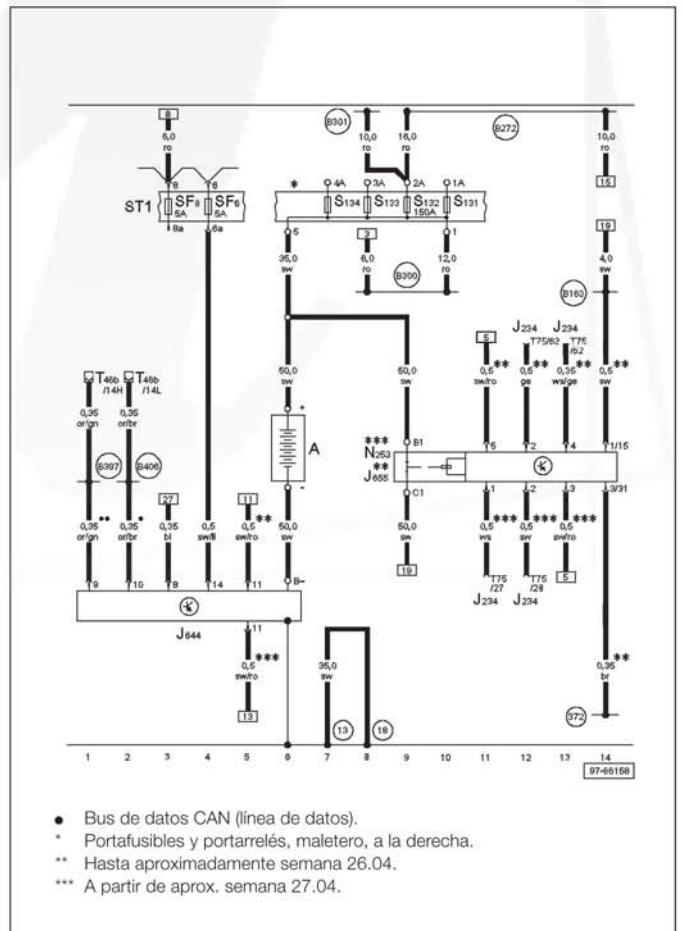 8 B301 B272
6,0 ro 10,0 ro 16,0 ro 10,0 ro
15
8 6 * 4A 3A 2A 1A
ST1 SF8 5A SF6 5A S134 S133 S132 150A S131
19
8a 6a 5 3 1
35,0 sw 6,0 ro 12,0 ro 4,0 sw
B300 B163
J234 J234
T75/62 T75/52
5
T46b/14H T46b/14L
50,0 sw 50,0 sw 0,5 sw/ro ** 0,5 ge ** 0,35 ws/ge ** 0,5 sw **
0,35 or/gn 0,35 or/br
+
*** B1
N253
B397 B406 A ** J655 5 2 4 1/15
27 11
- C1 1 2 3 3/31
0,35 or/gn 0,35 or/br 0,35 bl 0,5 sw/li 0,5 sw/ro ** 50,0 sw 50,0 sw 0,5 ws *** 0,5 sw *** 0,5 sw/ro ***
19 T75/27 T75/28 5
J234 J234
9 10 8 14 11 B-
J644 11
0,5 sw/ro *** 35,0 sw 0,35 br **
13 13 18 372
1 2 3 4 5 6 7 8 9 10 11 12 13 14
97-66158
● Bus de datos CAN (línea de datos).
* Portafusibles y portarrelés, maletero, a la derecha.
** Hasta aproximadamente semana 26.04.
*** A partir de aprox. semana 27.04.